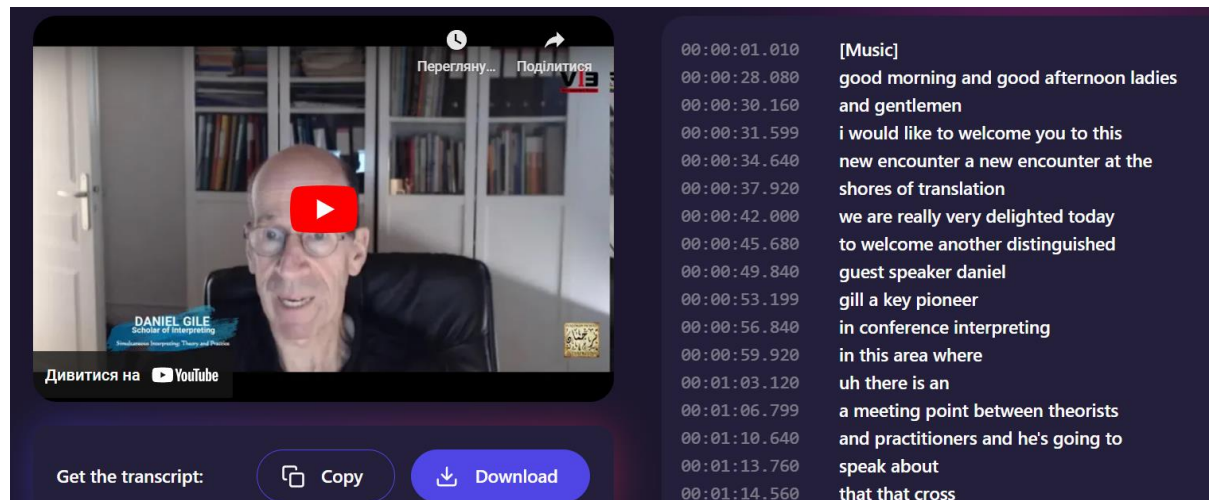 Перегляну...
Поділитися
V13
DANIEL GILE
Scholar of Interpreting
Simultaneous Interpreting: Theory and Practice
Дивитися на YouTube
Get the transcript:
Copy
Download
00:00:01.010 [Music]
00:00:28.080 good morning and good afternoon ladies
00:00:30.160 and gentlemen
00:00:31.599 i would like to welcome you to this
00:00:34.640 new encounter a new encounter at the
00:00:37.920 shores of translation
00:00:42.000 we are really very delighted today
00:00:45.680 to welcome another distinguished
00:00:49.840 guest speaker daniel
00:00:53.199 gill a key pioneer
00:00:56.840 in conference interpreting
00:00:59.920 in this area where
00:01:03.120 uh there is an
00:01:06.799 a meeting point between theorists
00:01:10.640 and practitioners and he's going to
00:01:13.760 speak about
00:01:14.560 that that cross